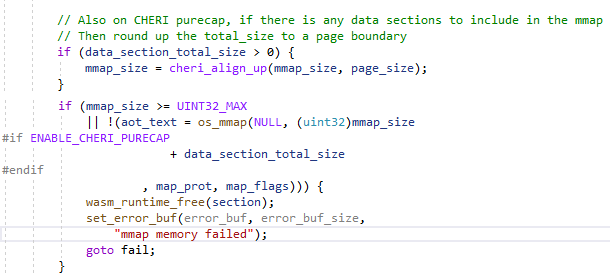 // Also on CHERI purecap, if there is any data sections to include in the mmap
// Then round up the total_size to a page boundary
if (data_section_total_size > 0) {
mmap_size = cheri_align_up(mmap_size, page_size);
}
if (mmap_size >= UINT32_MAX
|| !(aot_text = os_mmap(NULL, (uint32)mmap_size
#if ENABLE_CHERI_PURECAP
+ data_section_total_size
#endif
, map_prot, map_flags))) {
wasm_runtime_free(section);
set_error_buf(error_buf, error_buf_size,
"mmap memory failed");
goto fail;
}